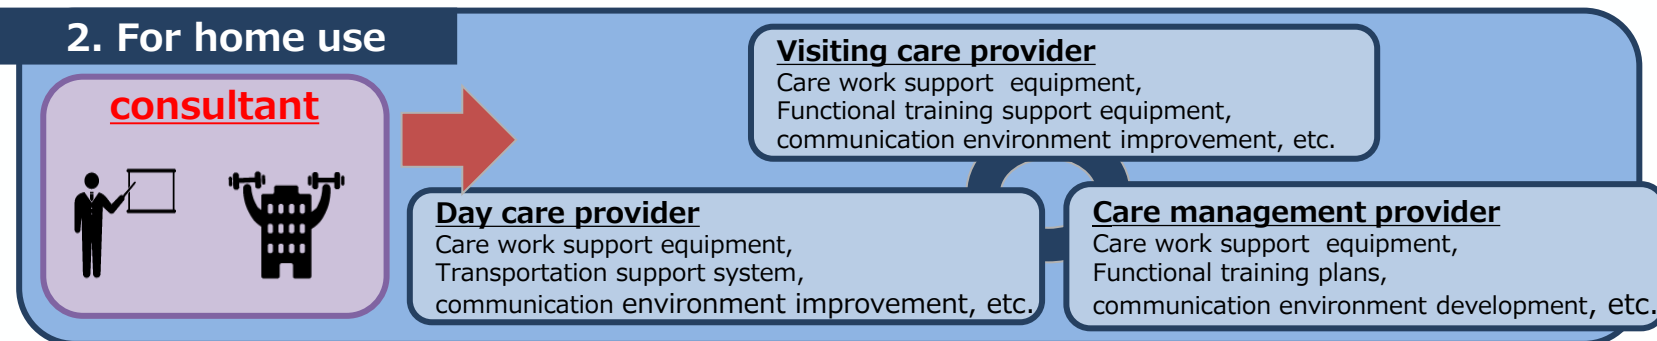 2. For home use
consultant
Visiting care provider
Care work support equipment,
Functional training support equipment,
communication environment improvement, etc.
Day care provider
Care work support equipment,
Transportation support system,
communication environment improvement, etc.
Care management provider
Care work support equipment,
Functional training plans,
communication environment development, etc.